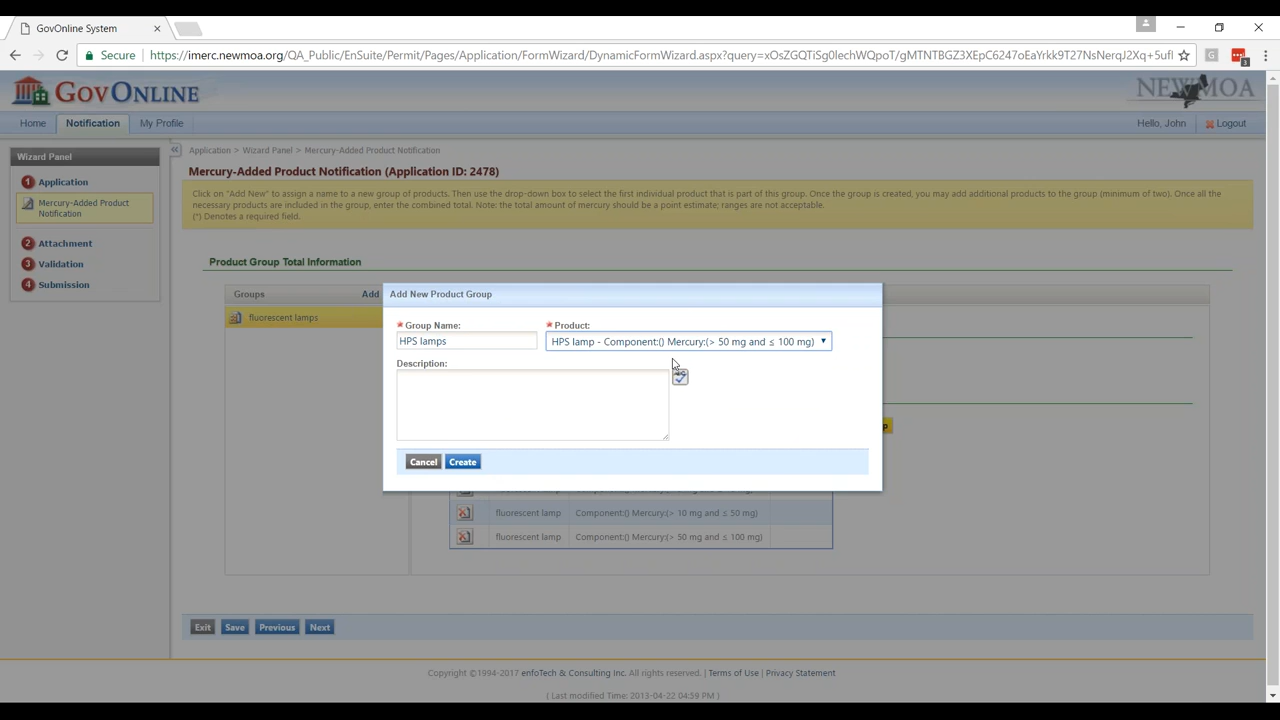 GovOnline System
Secure https://imerc.newmoa.org/QA_Public/EnSuite/Permit/Pages/Application/FormWizard/DynamicFormWizard.aspx?query=
GOVONLINE
NEWMOA
Home Notification My Profile
Hello, John Logout
Wizard Panel
1 Application
Mercury-Added Product
Notification
2 Attachment
3 Validation
4 Submission
Application > Wizard Panel > Mercury-Added Product Notification
Mercury-Added Product Notification (Application ID: 2478)
Click on "Add New" to assign a name to a new group of products. Then use the drop-down box to select the first individual product that is part of this group. Once the group is created, you may add additional products to the group (minimum of two). Once all the
necessary products are included in the group, enter the combined total. Note: the total amount of mercury should be a point estimate; ranges are not acceptable.
(*) Denotes a required field.
Product Group Total Information
Groups Add
fluorescent lamps
Add New Product Group
* Group Name: * Product:
HPS lamps HPS lamp - Component:() Mercury:(> 50 mg and ≤ 100 mg)
Description:
Cancel Create
fluorescent lamp Component:() Mercury:(> 10 mg and ≤ 50 mg)
fluorescent lamp Component:() Mercury:(> 50 mg and ≤ 100 mg)
Exit Save Previous Next
Copyright ©1994-2017 enfoTech & Consulting Inc. All rights reserved. | Terms of Use | Privacy Statement
( Last modified Time: 2013-04-22 04:59 PM )